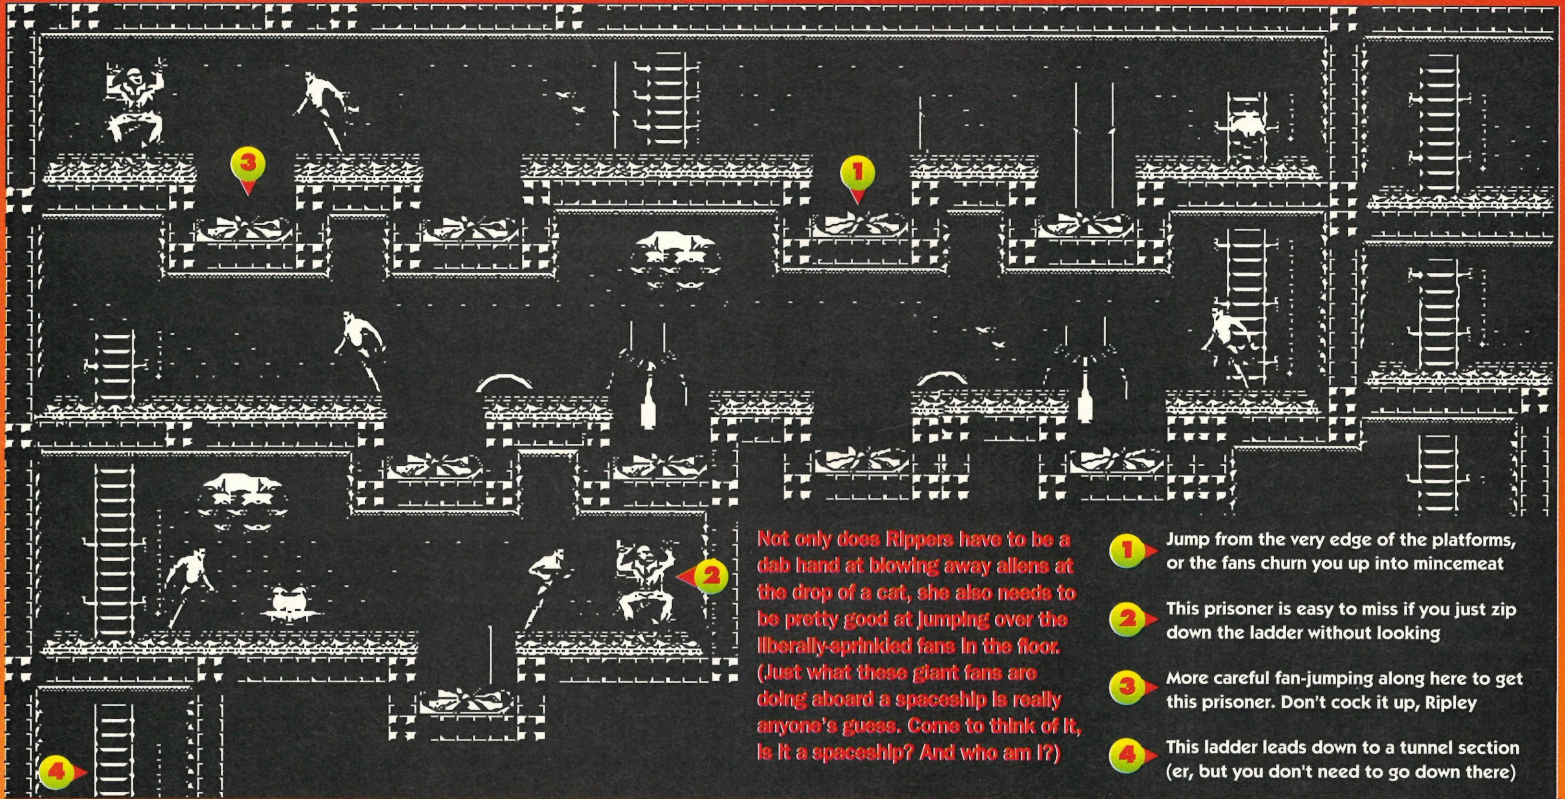 3
1
2
4
Not only does Rippers have to be a
dab hand at blowing away aliens at
the drop of a cat, she also needs to
be pretty good at jumping over the
liberally-sprinkled fans in the floor.
(Just what these giant fans are
doing aboard a spaceship is really
anyone's guess. Come to think of it,
is it a spaceship? And who am I?)
1
Jump from the very edge of the platforms,
or the fans churn you up into mincemeat
2
This prisoner is easy to miss if you just zip
down the ladder without looking
3
More careful fan-jumping along here to get
this prisoner. Don't cock it up, Ripley
4
This ladder leads down to a tunnel section
(er, but you don't need to go down there)